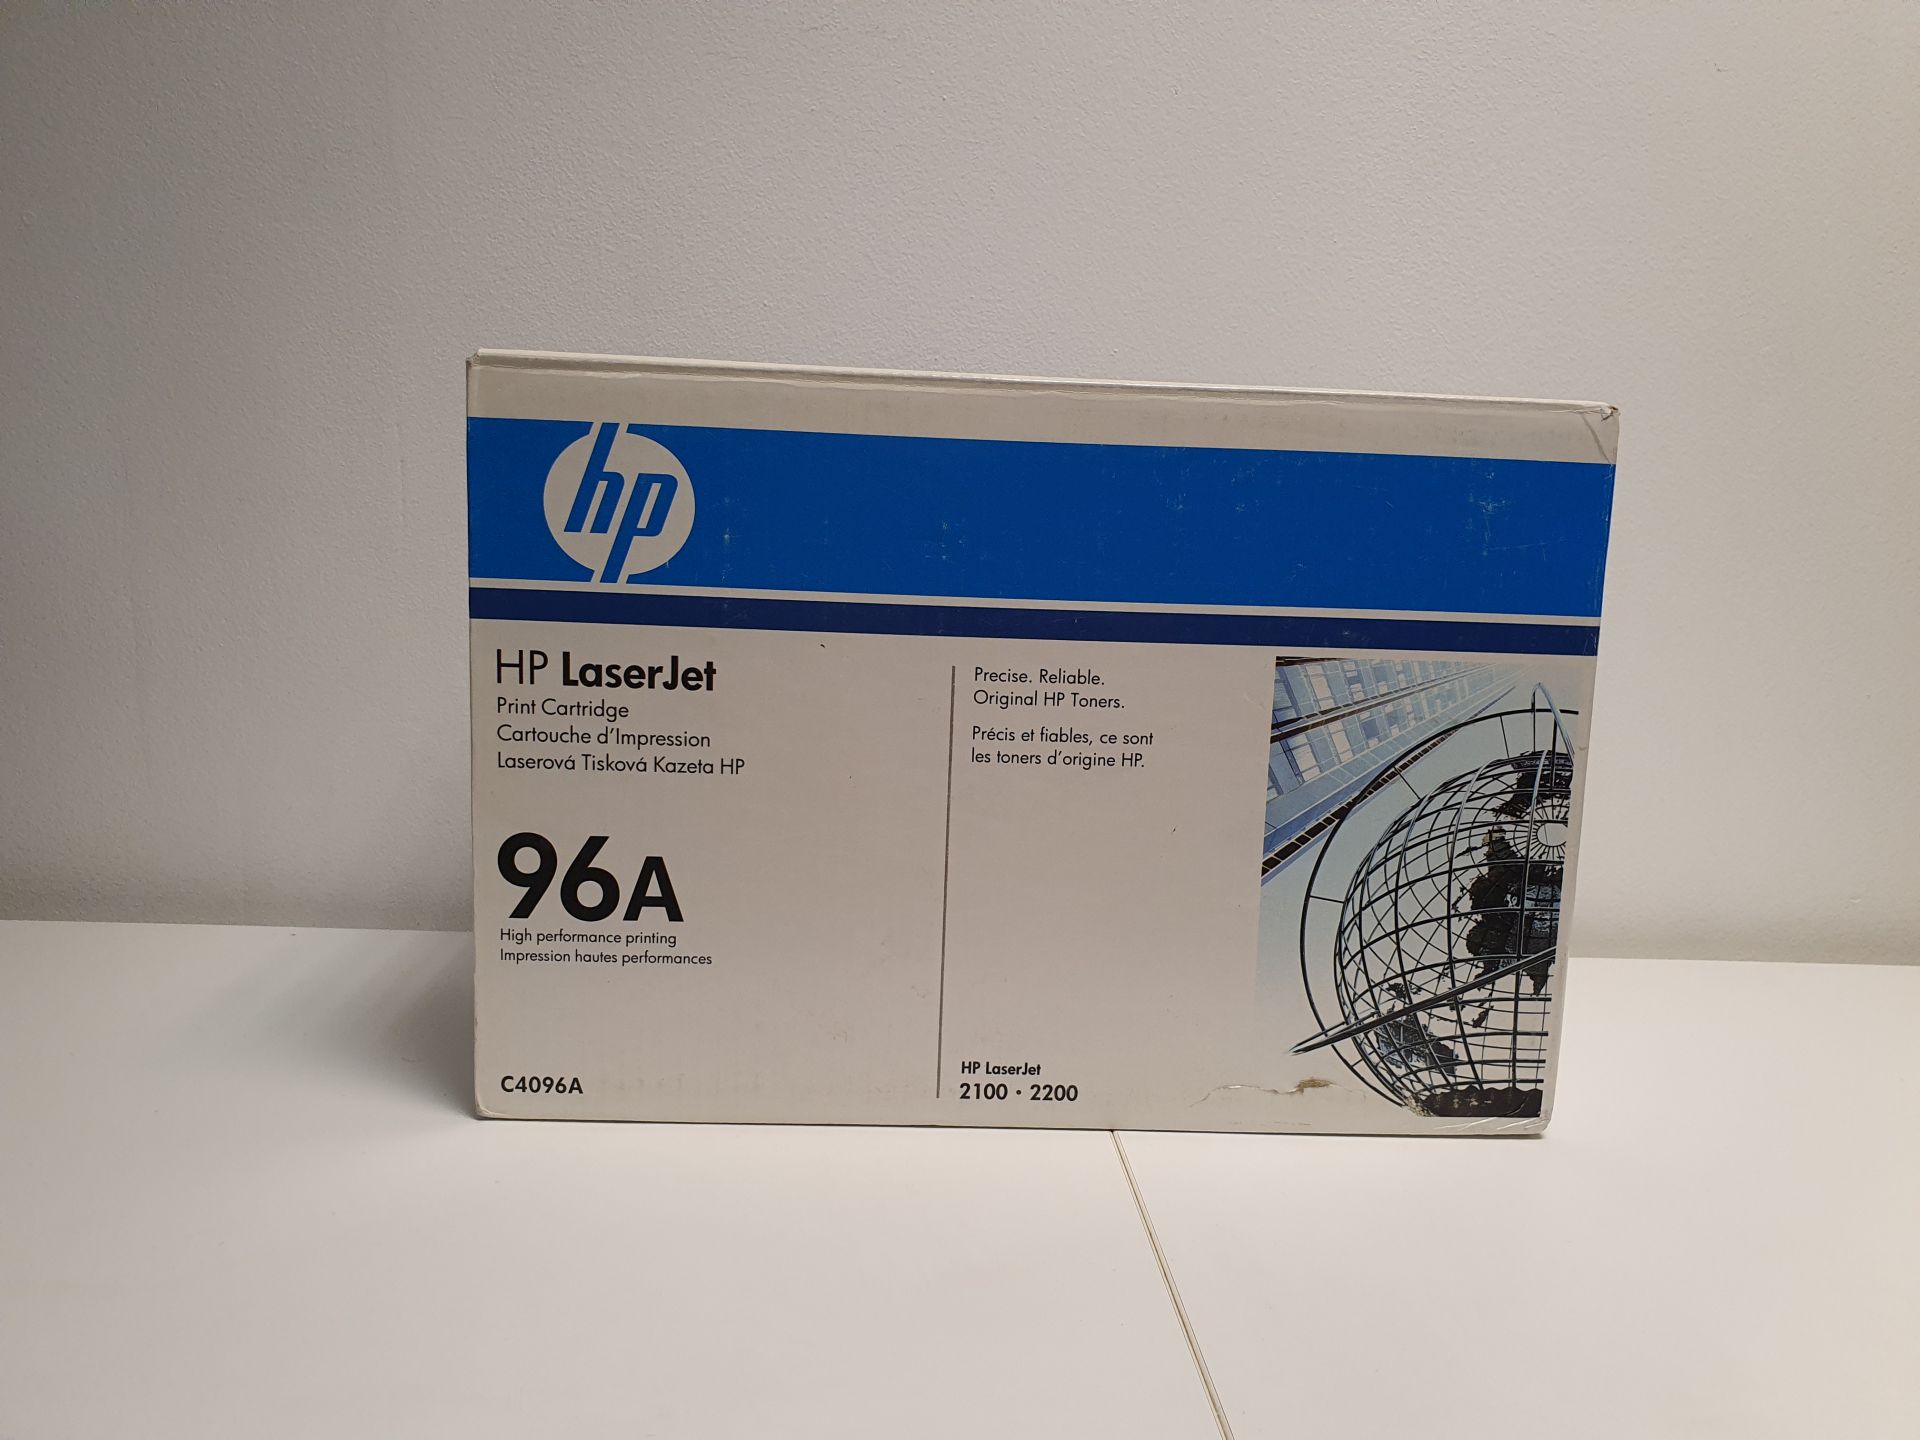 hp
HP LaserJet
Print Cartridge
Cartouche d'Impression
Laserová Tisková Kazeta HP
96A
High performance printing
Impression hautes performances
C4096A
Precise. Reliable.
Original HP Toners.
Précis et fiables, ce sont
les toners d'origine HP.
HP LaserJet
2100 • 2200